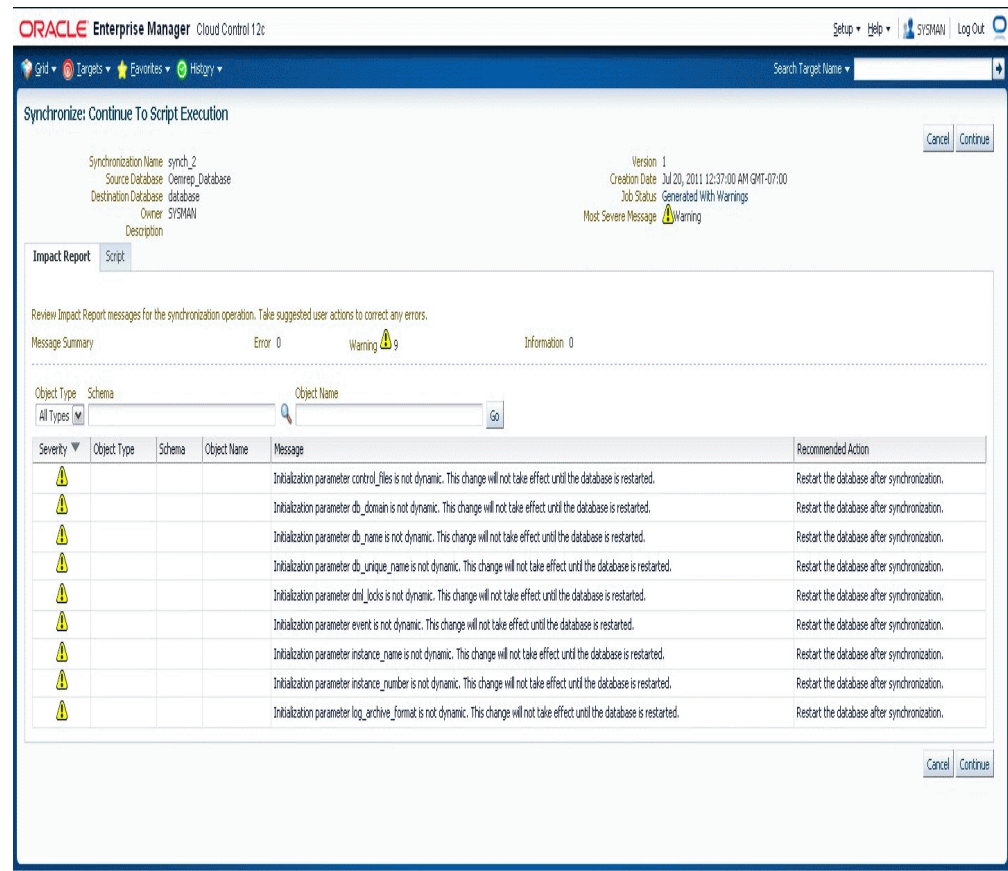 ORACLE Enterprise Manager Cloud Control 12c
Setup Help SYSMAN Log Out
Grid Targets Favorites History
Search Target Name
Synchronize: Continue To Script Execution
Cancel Continue
Synchronization Name synch_2
Source Database Oemrep_Database
Destination Database database
Owner SYSMAN
Description
Version 1
Creation Date Jul 20, 2011 12:37:00 AM GMT-07:00
Job Status Generated With Warnings
Most Severe Message Warning
Impact Report Script
Review Impact Report messages for the synchronization operation. Take suggested user actions to correct any errors.
Message Summary Error 0 Warning 9 Information 0
Object Type Schema Object Name
All Types Go
Severity Object Type Schema Object Name Message Recommended Action
Initialization parameter control_files is not dynamic. This change will not take effect until the database is restarted. Restart the database after synchronization.
Initialization parameter db_domain is not dynamic. This change will not take effect until the database is restarted. Restart the database after synchronization.
Initialization parameter db_name is not dynamic. This change will not take effect until the database is restarted. Restart the database after synchronization.
Initialization parameter db_unique_name is not dynamic. This change will not take effect until the database is restarted. Restart the database after synchronization.
Initialization parameter dml_locks is not dynamic. This change will not take effect until the database is restarted. Restart the database after synchronization.
Initialization parameter event is not dynamic. This change will not take effect until the database is restarted. Restart the database after synchronization.
Initialization parameter instance_name is not dynamic. This change will not take effect until the database is restarted. Restart the database after synchronization.
Initialization parameter instance_number is not dynamic. This change will not take effect until the database is restarted. Restart the database after synchronization.
Initialization parameter log_archive_format is not dynamic. This change will not take effect until the database is restarted. Restart the database after synchronization.
Cancel Continue